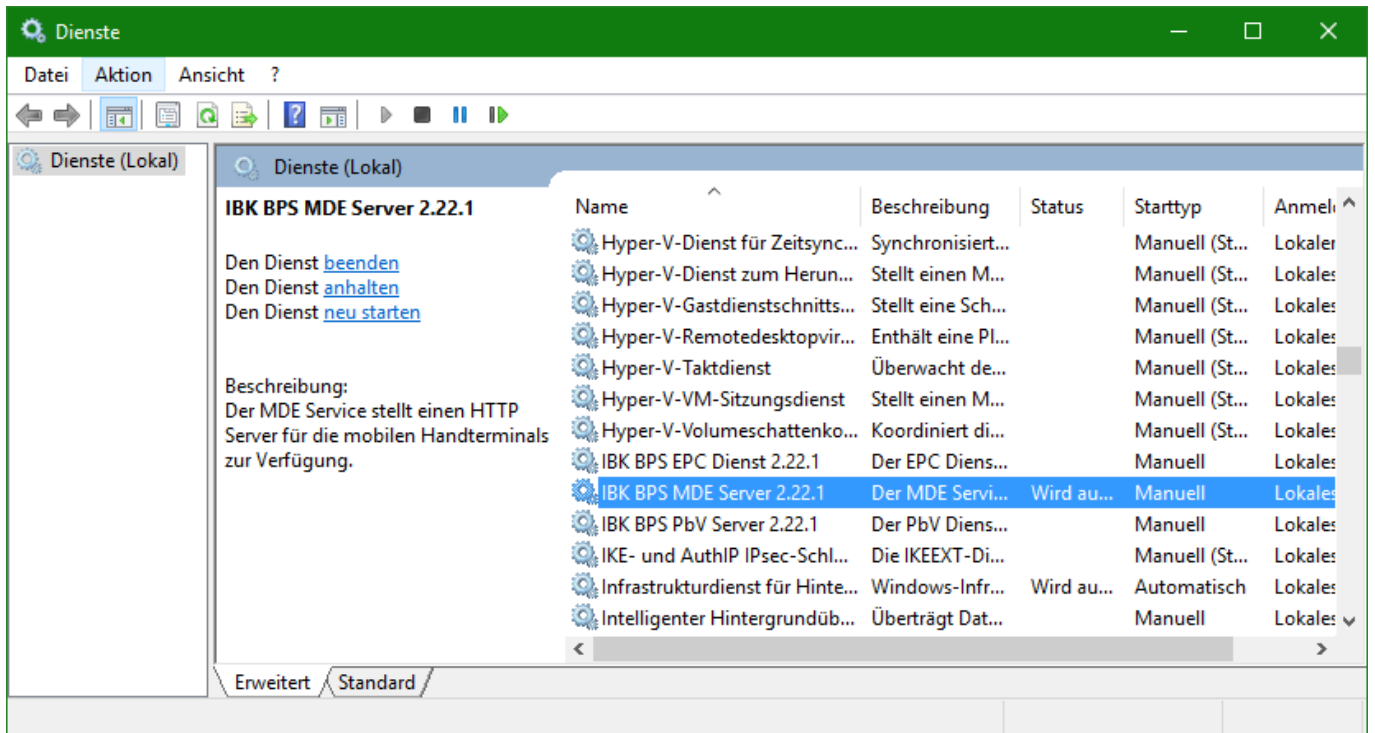 Dienste
Datei Aktion Ansicht ?
Dienste (Lokal)
Dienste (Lokal)
IBK BPS MDE Server 2.22.1
Den Dienst beenden
Den Dienst anhalten
Den Dienst neu starten
Beschreibung:
Der MDE Service stellt einen HTTP
Server für die mobilen Handterminals
zur Verfügung.
Name Beschreibung Status Starttyp Anmel
Hyper-V-Dienst für Zeitsync... Synchronisiert... Manuell (St... Lokaler
Hyper-V-Dienst zum Herun... Stellt einen M... Manuell (St... Lokales
Hyper-V-Gastdienstschnitts... Stellt eine Sch... Manuell (St... Lokales
Hyper-V-Remotedesktopvir... Enthält eine Pl... Manuell (St... Lokales
Hyper-V-Taktdienst Überwacht de... Manuell (St... Lokales
Hyper-V-VM-Sitzungsdienst Stellt einen M... Manuell (St... Lokales
Hyper-V-Volumeschattenko... Koordiniert di... Manuell (St... Lokales
IBK BPS EPC Dienst 2.22.1 Der EPC Diens... Manuell Lokales
IBK BPS MDE Server 2.22.1 Der MDE Servi... Wird au... Manuell Lokales
IBK BPS PbV Server 2.22.1 Der PbV Diens... Manuell Lokales
IKE- und AuthIP IPsec-Schl... Die IKEEXT-Di... Manuell (St... Lokales
Infrastrukturdienst für Hinte... Windows-Infr... Wird au... Automatisch Lokales
Intelligenter Hintergrundüb... Überträgt Dat... Manuell Lokales
Erweitert Standard